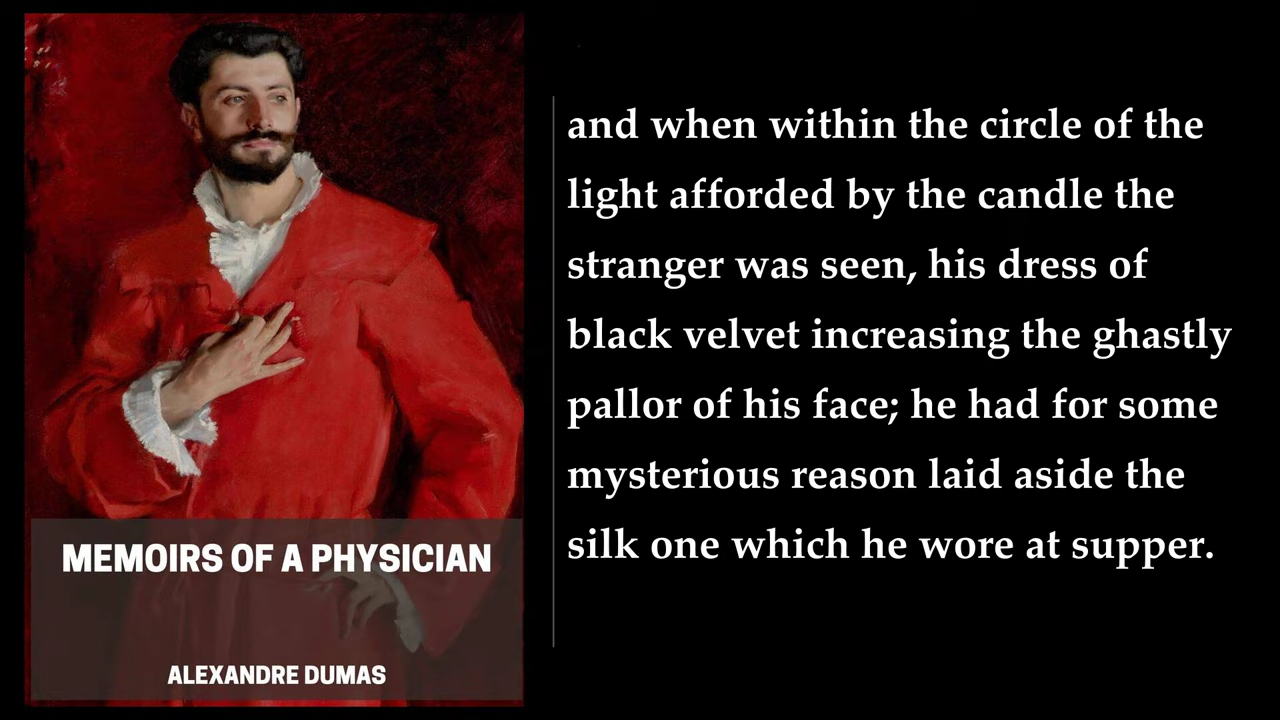 MEMOIRS OF A PHYSICIAN
ALEXANDRE DUMAS
and when within the circle of the
light afforded by the candle the
stranger was seen, his dress of
black velvet increasing the ghastly
pallor of his face; he had for some
mysterious reason laid aside the
silk one which he wore at supper.